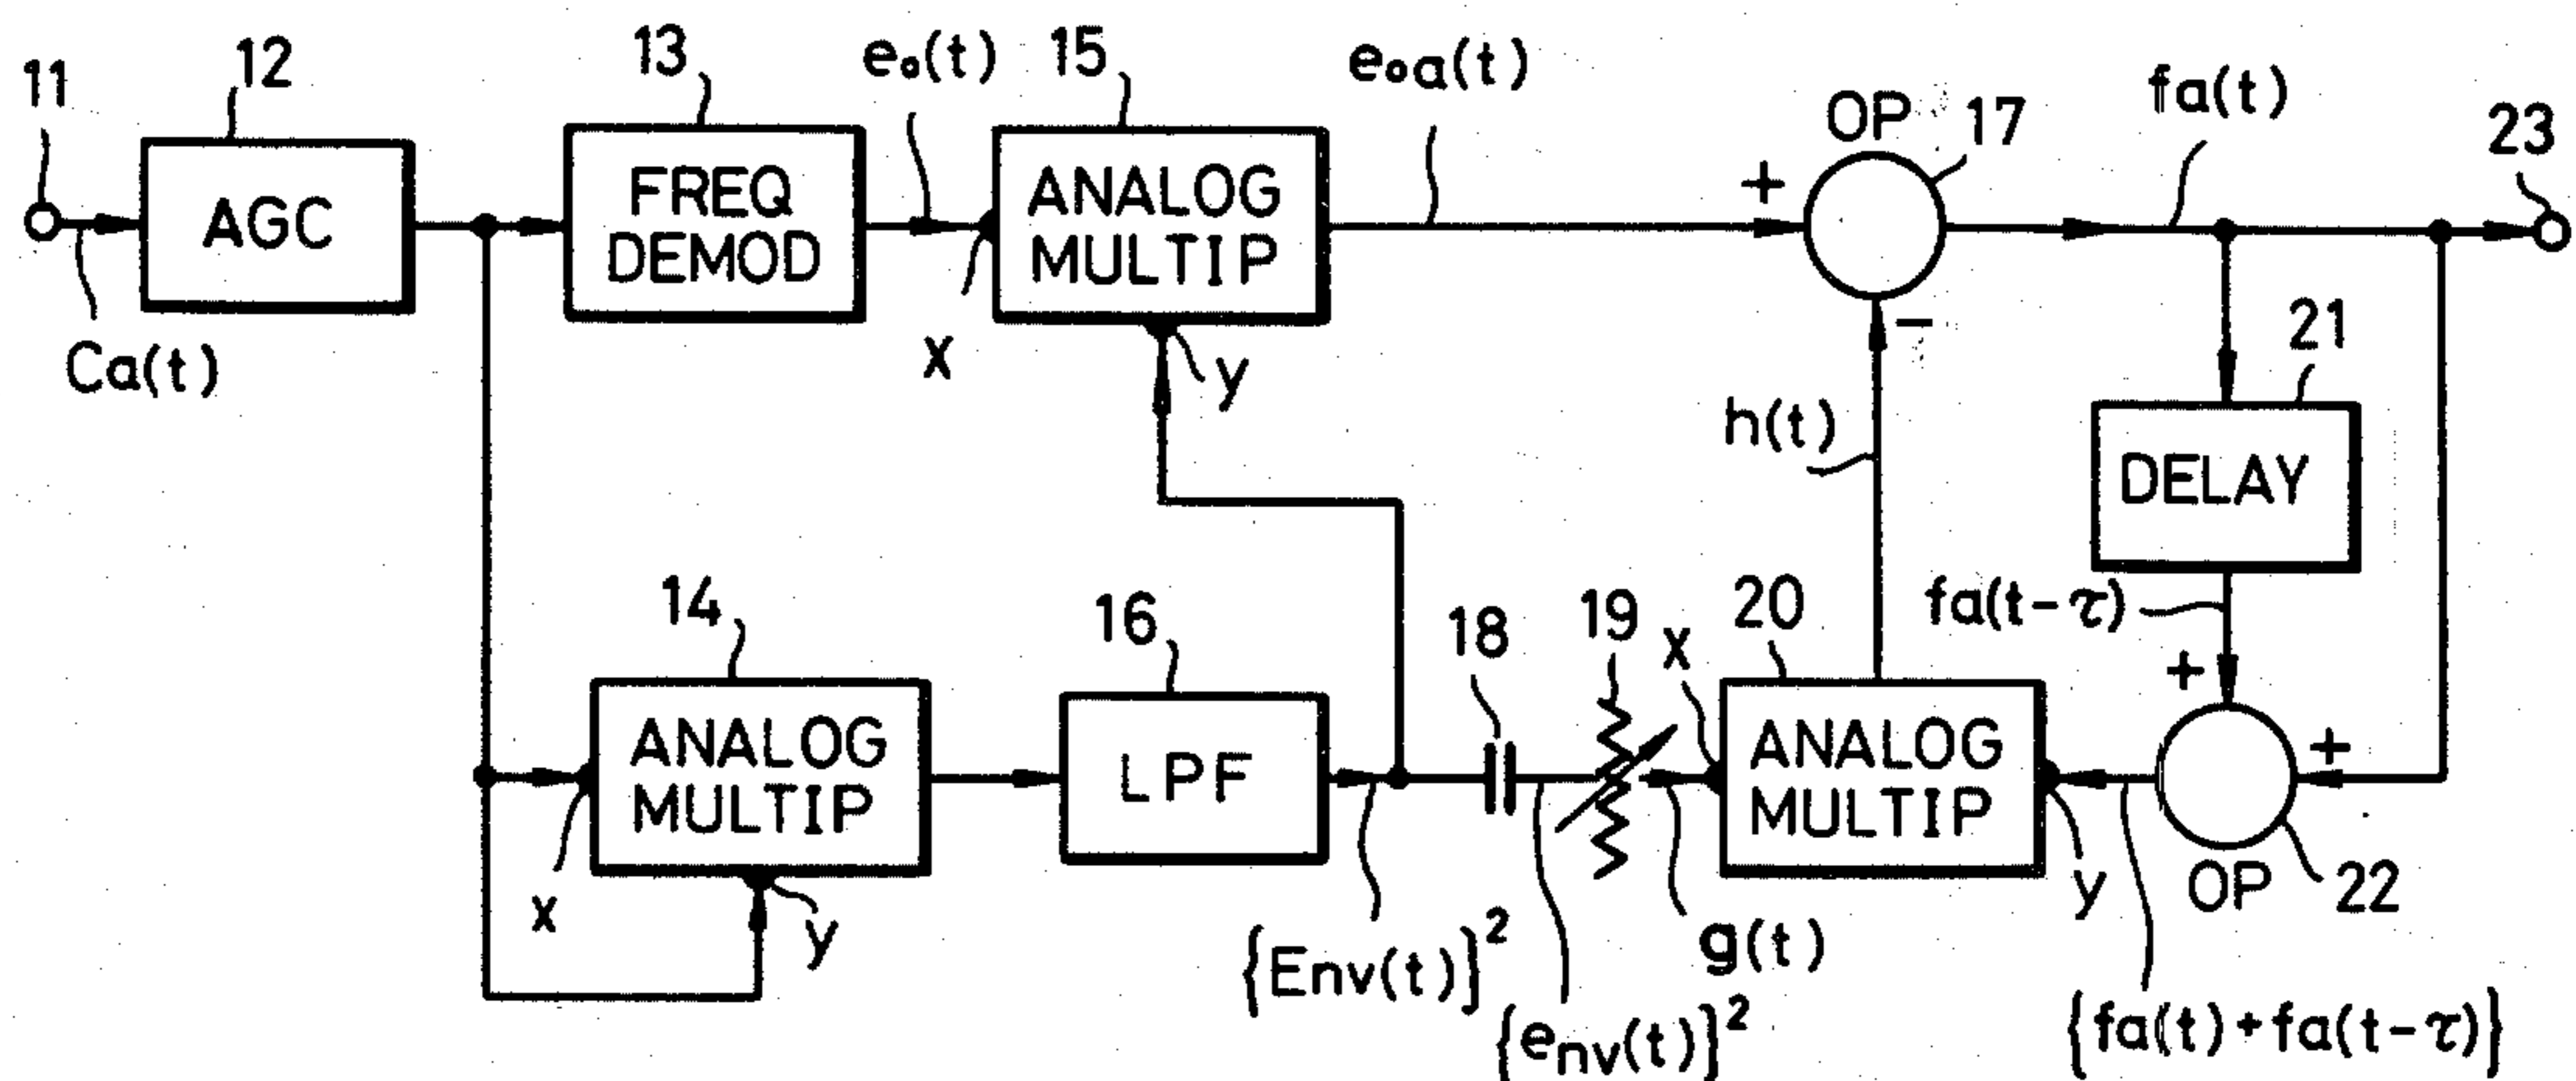 11
12
13
e₀(t)
15
e₀a(t)
OP
17
fa(t)
23
AGC
FREQ
DEMOD
ANALOG
MULTIP
+
Ca(t)
X
y
−
21
h(t)
DELAY
14
16
18
19
X
20
fa(t-τ)
+
ANALOG
MULTIP
LPF
ANALOG
MULTIP
+
X
y
{Env(t)}²
{env(t)}²
g(t)
y
OP
22
{fa(t)+fa(t-τ)}